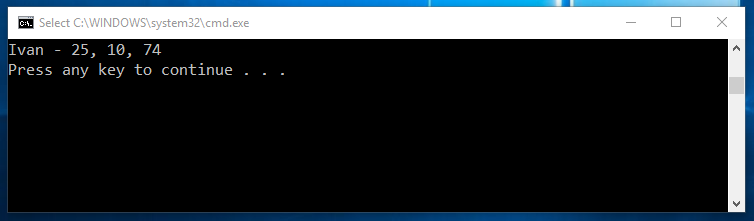 Select C:\WINDOWS\system32\cmd.exe
Ivan - 25, 10, 74
Press any key to continue . . .